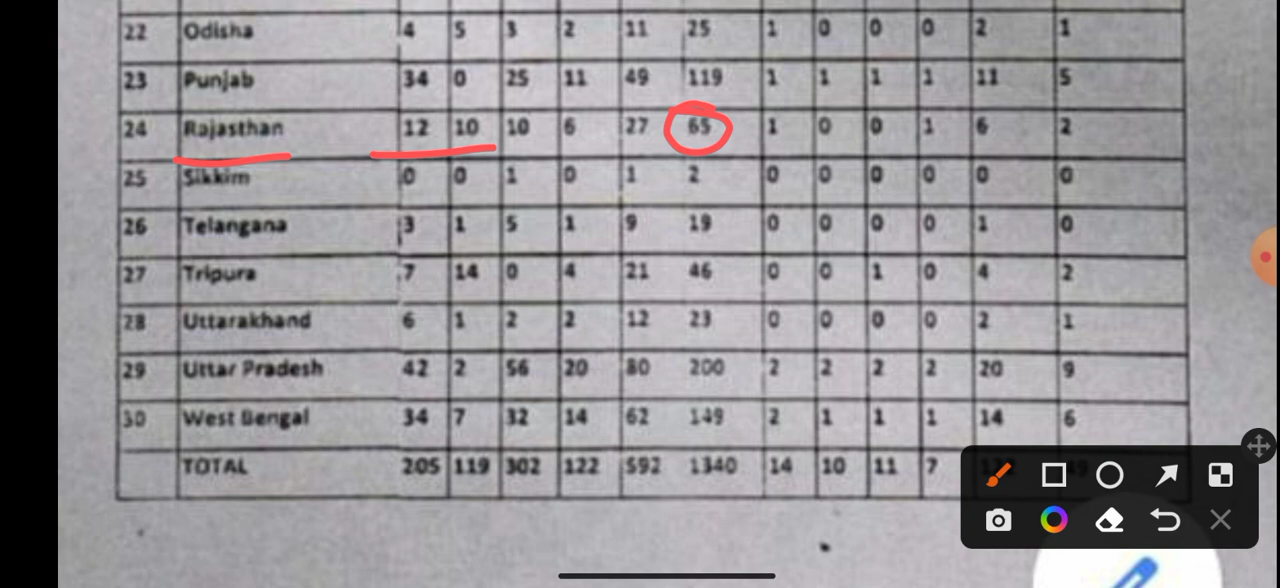 22 Odisha 4 5 3 2 11 25 1 0 0 0 2 1
23 Punjab 34 0 25 11 49 119 1 1 1 1 11 5
24 Rajasthan 12 10 10 6 27 65 1 0 0 1 6 2
25 Sikkim 0 0 1 0 1 2 0 0 0 0 0 0
26 Telangana 3 1 5 1 9 19 0 0 0 0 1 0
27 Tripura 7 14 0 4 21 46 0 0 1 0 4 2
28 Uttarakhand 6 1 2 2 12 23 0 0 0 0 2 1
29 Uttar Pradesh 42 2 56 20 80 200 2 2 2 2 20 9
30 West Bengal 34 7 32 14 62 149 2 1 1 1 14 6
TOTAL 205 119 302 122 592 1340 14 10 11 7